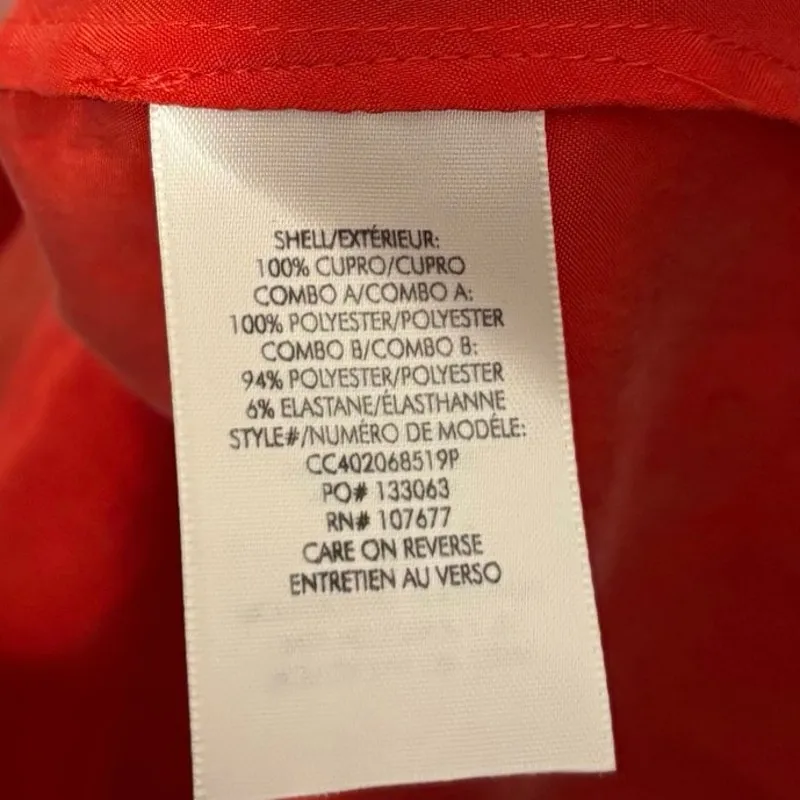 SHELL/EXTÉRIEUR:
100% CUPRO/CUPRO
COMBO A/COMBO A:
100% POLYESTER/POLYESTER
COMBO B/COMBO B:
94% POLYESTER/POLYESTER
6% ELASTANE/ÉLASTHANNE
STYLE#/NUMÉRO DE MODÉLE:
CC402068519P
PO# 133063
RN# 107677
CARE ON REVERSE
ENTRETIEN AU VERSO